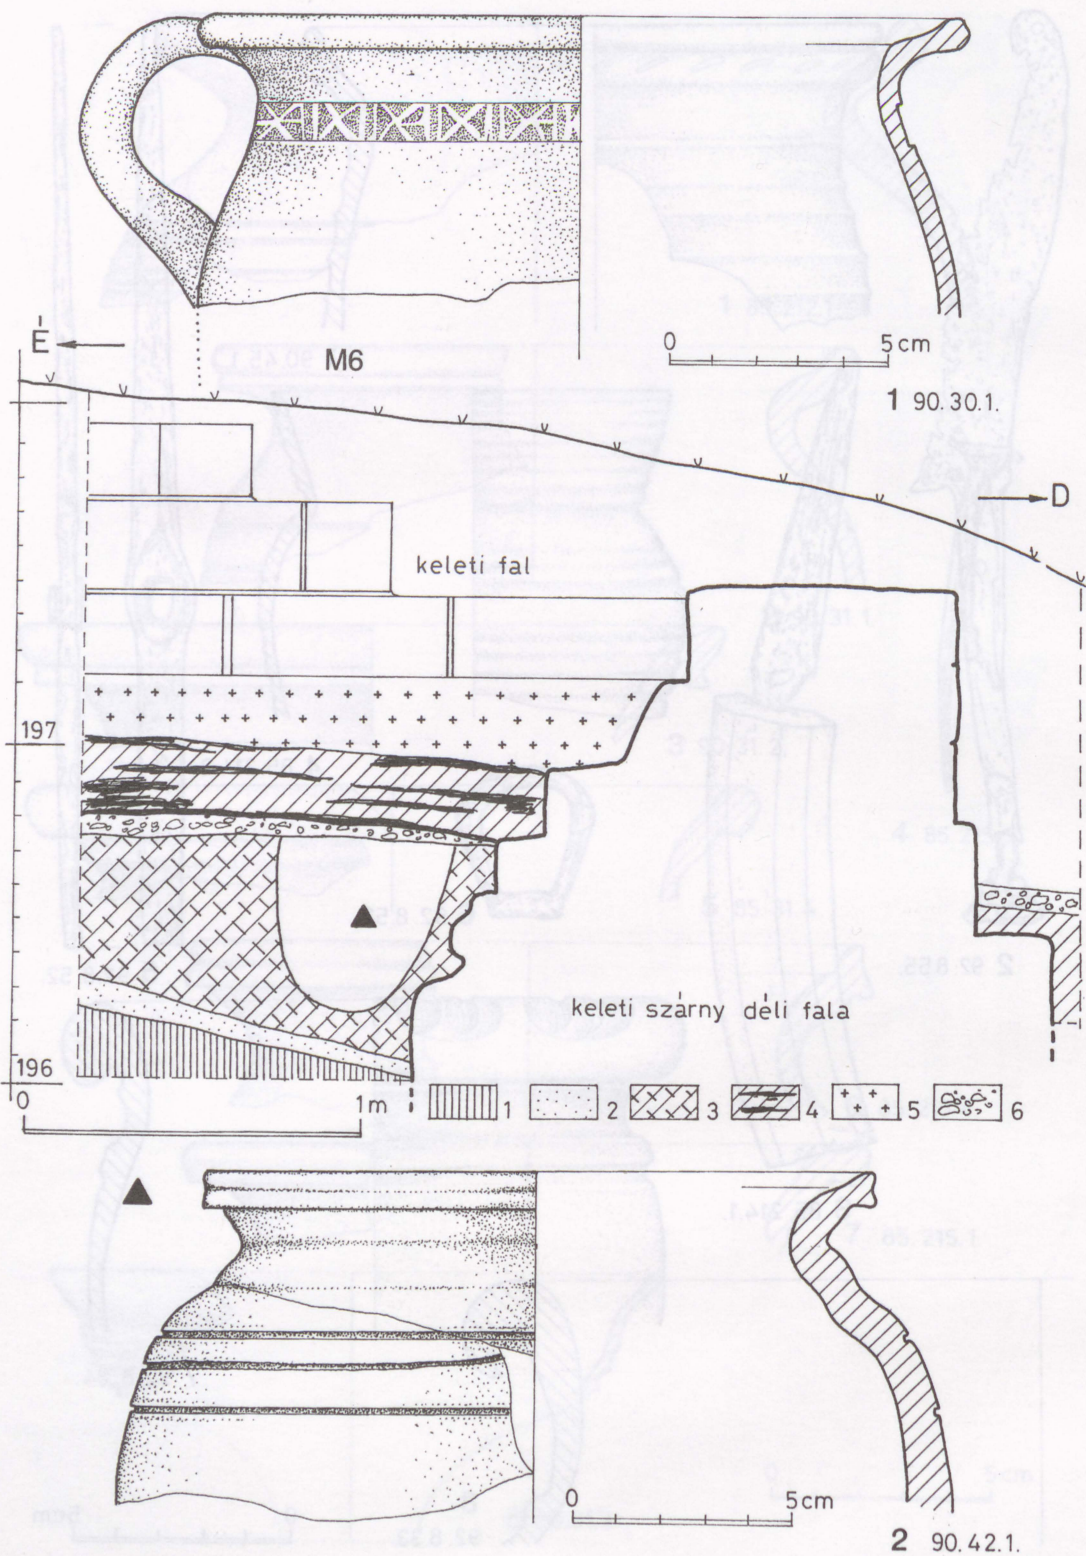 É
M6
0 5cm
1 90.30.1.
D
keleti fal
197
keleti szárny déli fala
196
0 1m
1 2 3 4 5 6
0 5cm
2 90.42.1.